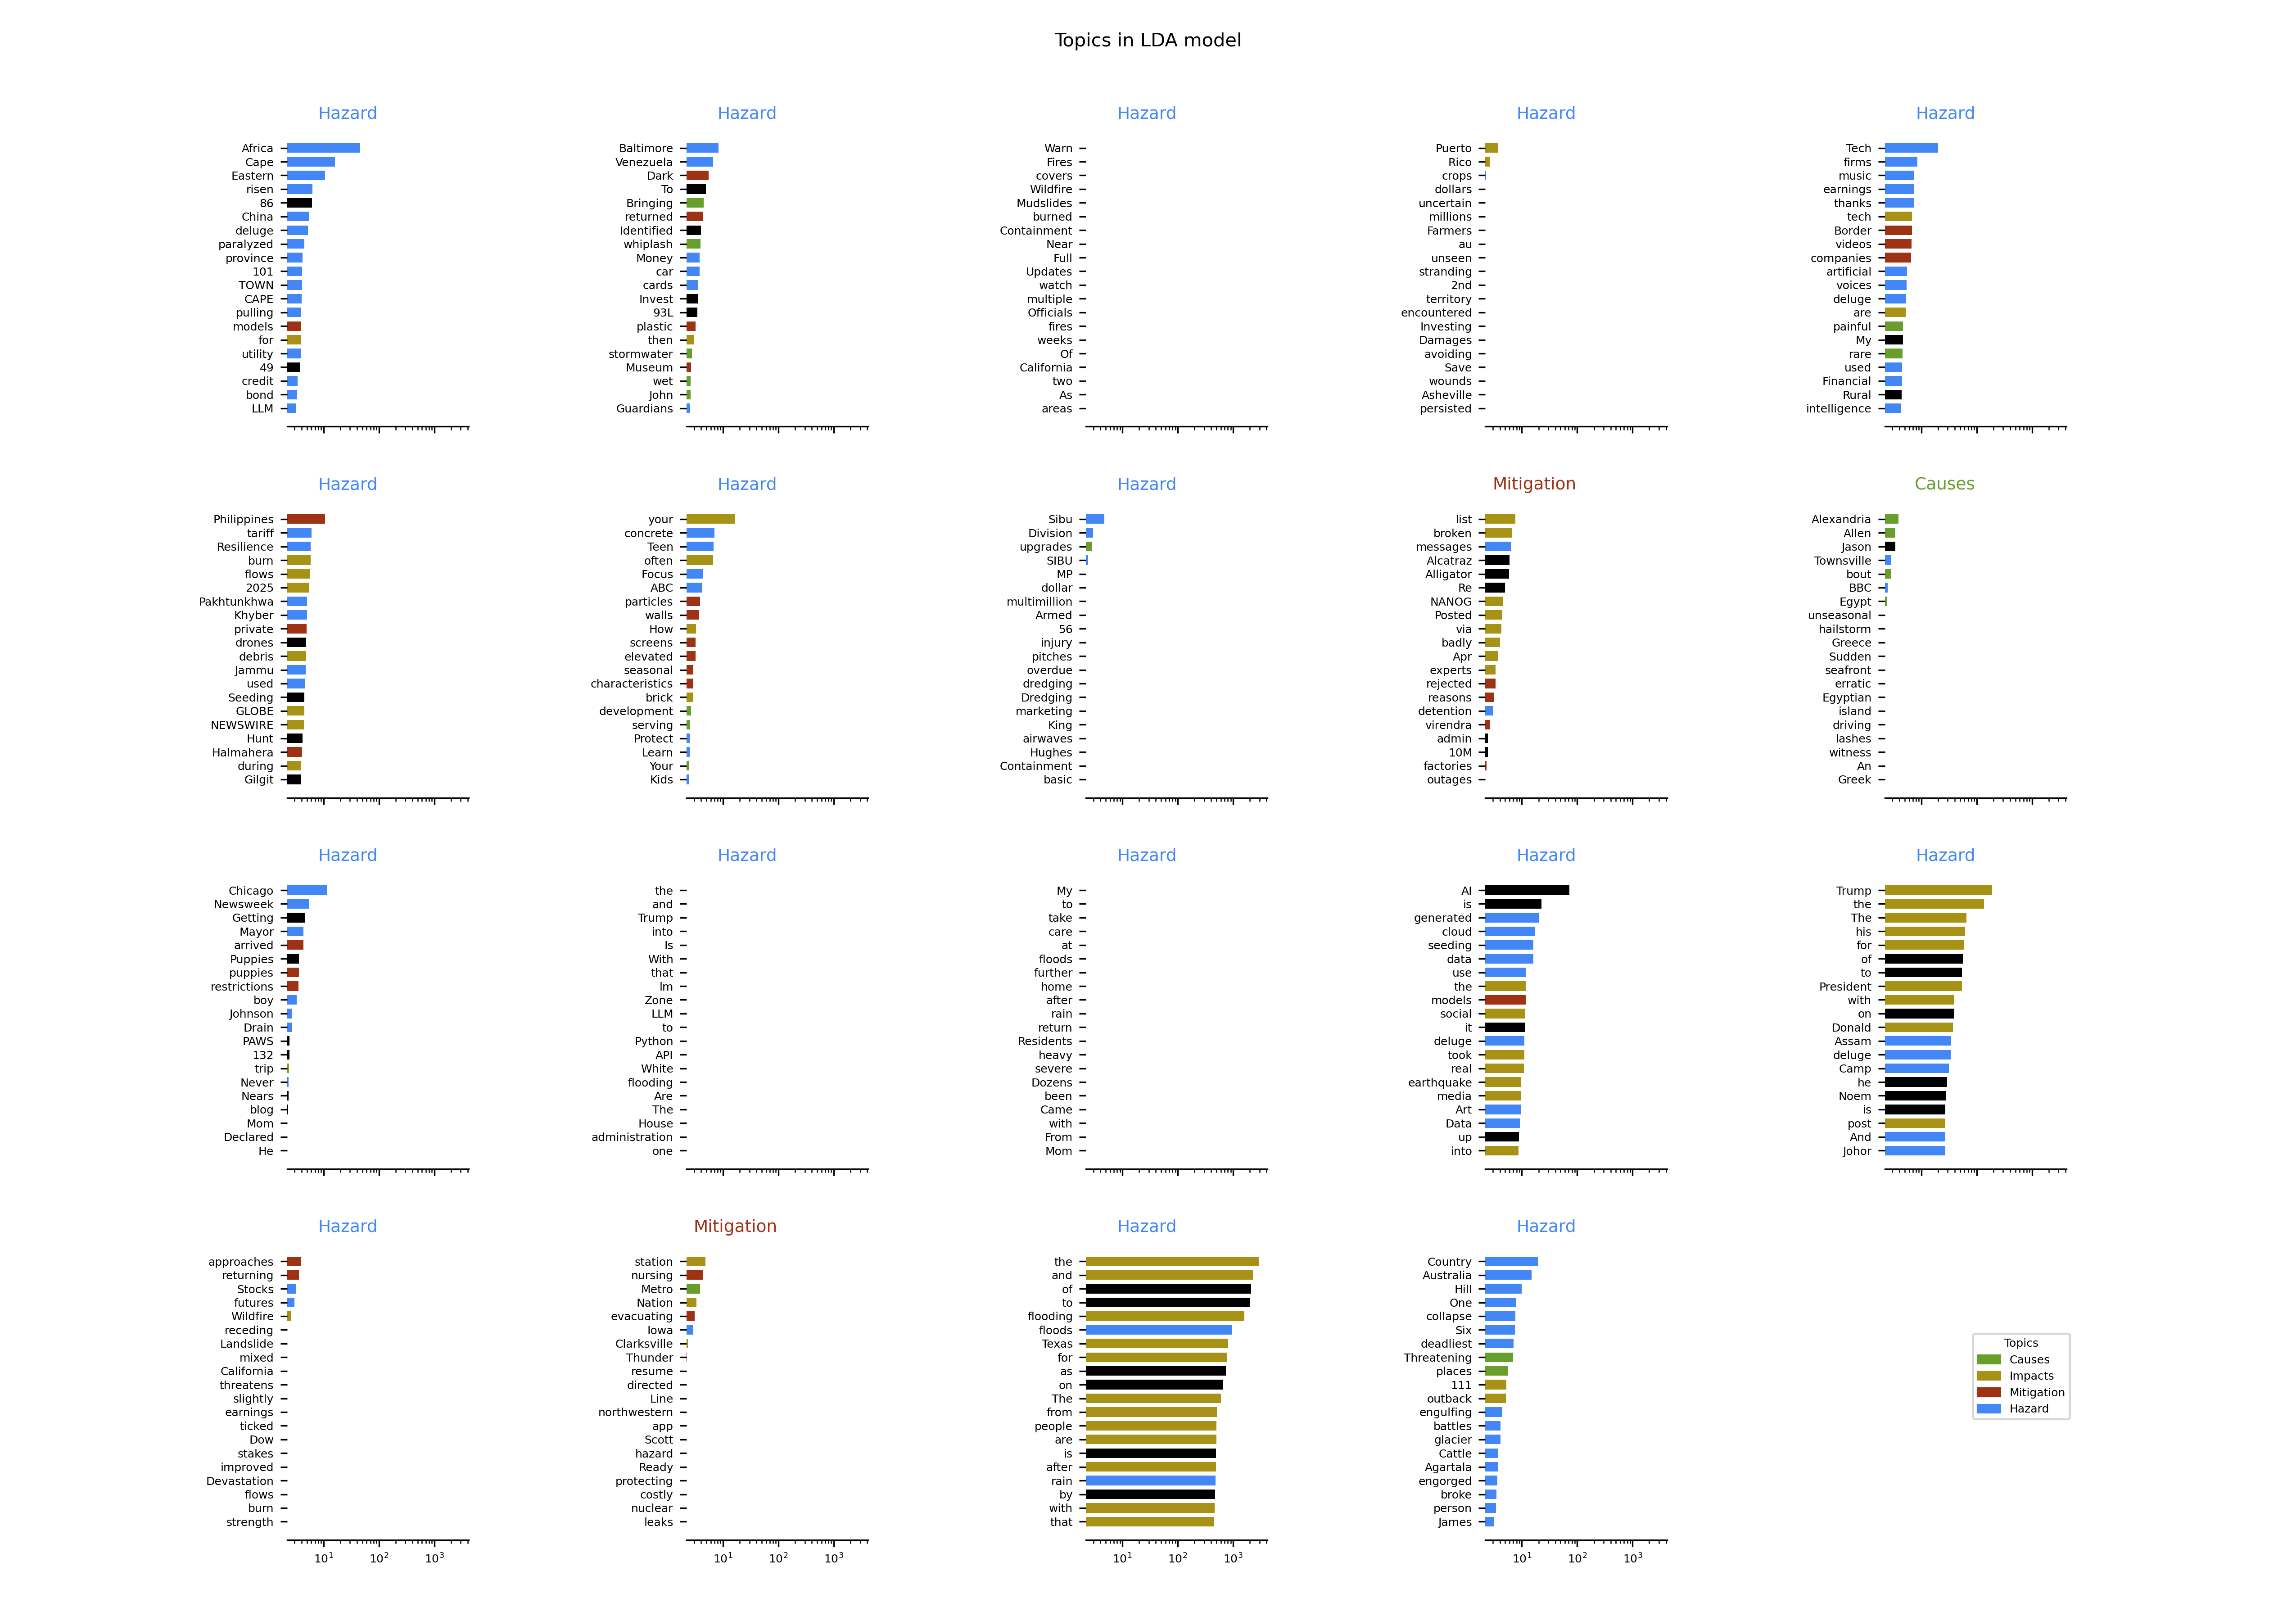 Topics in LDA model
Hazard
Africa
Cape
Eastern
risen
86
China
deluge
paralyzed
province
101
TOWN
CAPE
pulling
models
for
utility
49
credit
bond
LLM
Hazard
Baltimore
Venezuela
Dark
To
Bringing
returned
Identified
whiplash
Money
car
cards
Invest
93L
plastic
then
stormwater
Museum
wet
John
Guardians
Hazard
Warn
Fires
covers
Wildfire
Mudslides
burned
Containment
Near
Full
Updates
watch
multiple
Officials
fires
weeks
Of
California
two
As
areas
Hazard
Puerto
Rico
crops
dollars
uncertain
millions
Farmers
au
unseen
stranding
2nd
territory
encountered
Investing
Damages
avoiding
Save
wounds
Asheville
persisted
Hazard
Tech
firms
music
earnings
thanks
tech
Border
videos
companies
artificial
voices
deluge
are
painful
My
rare
used
Financial
Rural
intelligence
Hazard
Philippines
tariff
Resilience
burn
flows
2025
Pakhtunkhwa
Khyber
private
drones
debris
Jammu
used
Seeding
GLOBE
NEWSWIRE
Hunt
Halmahera
during
Gilgit
Hazard
your
concrete
Teen
often
Focus
ABC
particles
walls
How
screens
elevated
seasonal
characteristics
brick
development
serving
Protect
Learn
Your
Kids
Hazard
Sibu
Division
upgrades
SIBU
MP
dollar
multimillion
Armed
56
injury
pitches
overdue
dredging
Dredging
marketing
King
airwaves
Hughes
Containment
basic
Mitigation
list
broken
messages
Alcatraz
Alligator
Re
NANOG
Posted
via
badly
Apr
experts
rejected
reasons
detention
virendra
admin
10M
factories
outages
Causes
Alexandria
Allen
Jason
Townsville
bout
BBC
Egypt
unseasonal
hailstorm
Greece
Sudden
seafront
erratic
Egyptian
island
driving
lashes
witness
An
Greek
Hazard
Chicago
Newsweek
Getting
Mayor
arrived
Puppies
puppies
restrictions
boy
Johnson
Drain
PAWS
132
trip
Never
Nears
blog
Mom
Declared
He
Hazard
the
and
Trump
into
Is
With
that
Im
Zone
LLM
to
Python
API
White
flooding
Are
The
House
administration
one
Hazard
My
to
take
care
at
floods
further
home
after
rain
return
Residents
heavy
severe
Dozens
been
Came
with
From
Mom
Hazard
AI
is
generated
cloud
seeding
data
use
the
models
social
it
deluge
took
real
earthquake
media
Art
Data
up
into
Hazard
Trump
the
The
his
for
of
to
President
with
on
Donald
Assam
deluge
Camp
he
Noem
is
post
And
Johor
Hazard
approaches
returning
Stocks
futures
Wildfire
receding
Landslide
mixed
California
threatens
slightly
earnings
ticked
Dow
stakes
improved
Devastation
flows
burn
strength
10¹ 10² 10³
Mitigation
station
nursing
Metro
Nation
evacuating
Iowa
Clarksville
Thunder
resume
directed
Line
northwestern
app
Scott
hazard
Ready
protecting
costly
nuclear
leaks
10¹ 10² 10³
Hazard
the
and
of
to
flooding
floods
Texas
for
as
on
The
from
people
are
is
after
rain
by
with
that
10¹ 10² 10³
Hazard
Country
Australia
Hill
One
collapse
Six
deadliest
Threatening
places
111
outback
engulfing
battles
glacier
Cattle
Agartala
engorged
broke
person
James
10¹ 10² 10³
Topics
Causes
Impacts
Mitigation
Hazard